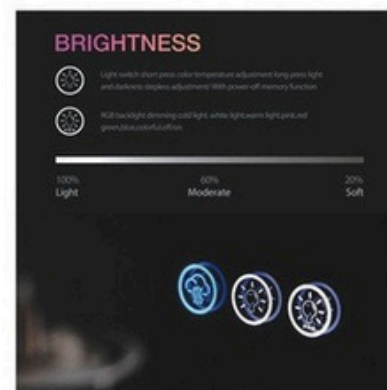 BRIGHTNESS
Light switch short press color temperature adjustment long press light
and darkness stepless adjustment/ With power-off memory function
RGB backlight dimming cold light, white light,warm light,pink,red
green,blue,colorful,off/on
100%
60%
20%
Light
Moderate
Soft